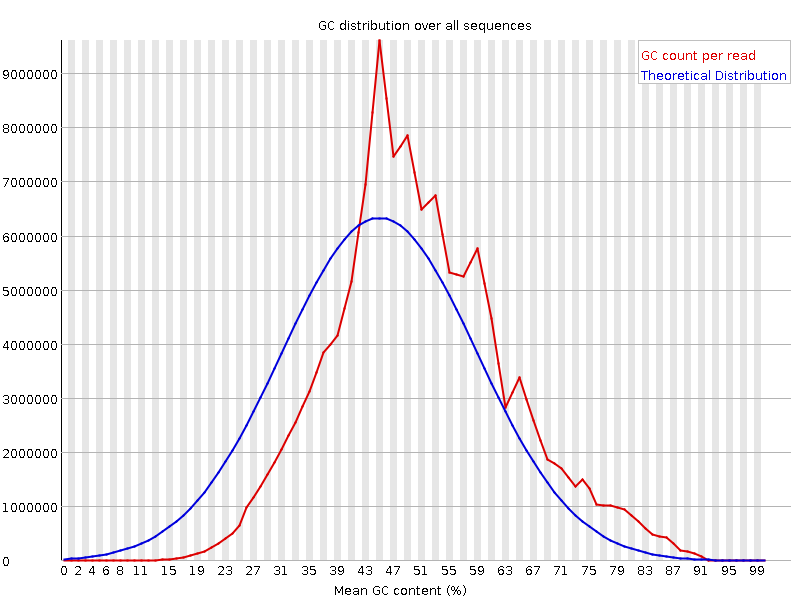 GC distribution over all sequences
GC count per read
Theoretical Distribution
9000000
8000000
7000000
6000000
5000000
4000000
3000000
2000000
1000000
0
0 2 4 6 8 11 15 19 23 27 31 35 39 43 47 51 55 59 63 67 71 75 79 83 87 91 95 99
Mean GC content (%)